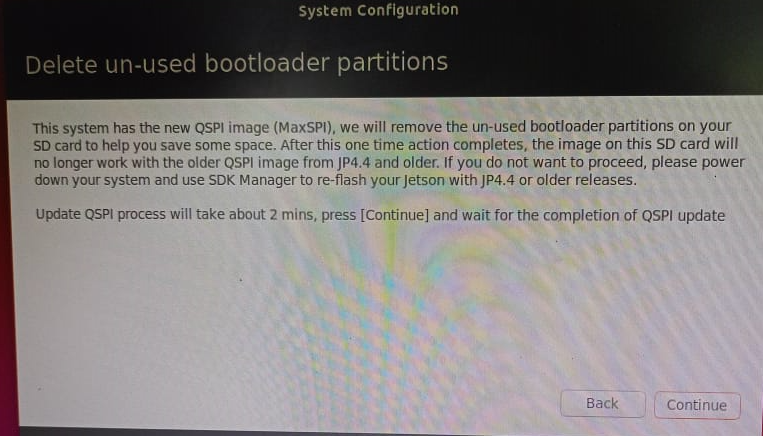 System Configuration
Delete un-used bootloader partitions
This system has the new QSPI image (MaxSPI), we will remove the un-used bootloader partitions on your
SD card to help you save some space. After this one time action completes, the image on this SD card will
no longer work with the older QSPI image from JP4.4 and older. If you do not want to proceed, please power
down your system and use SDK Manager to re-flash your Jetson with JP4.4 or older releases.
Update QSPI process will take about 2 mins, press [Continue] and wait for the completion of QSPI update
Back
Continue